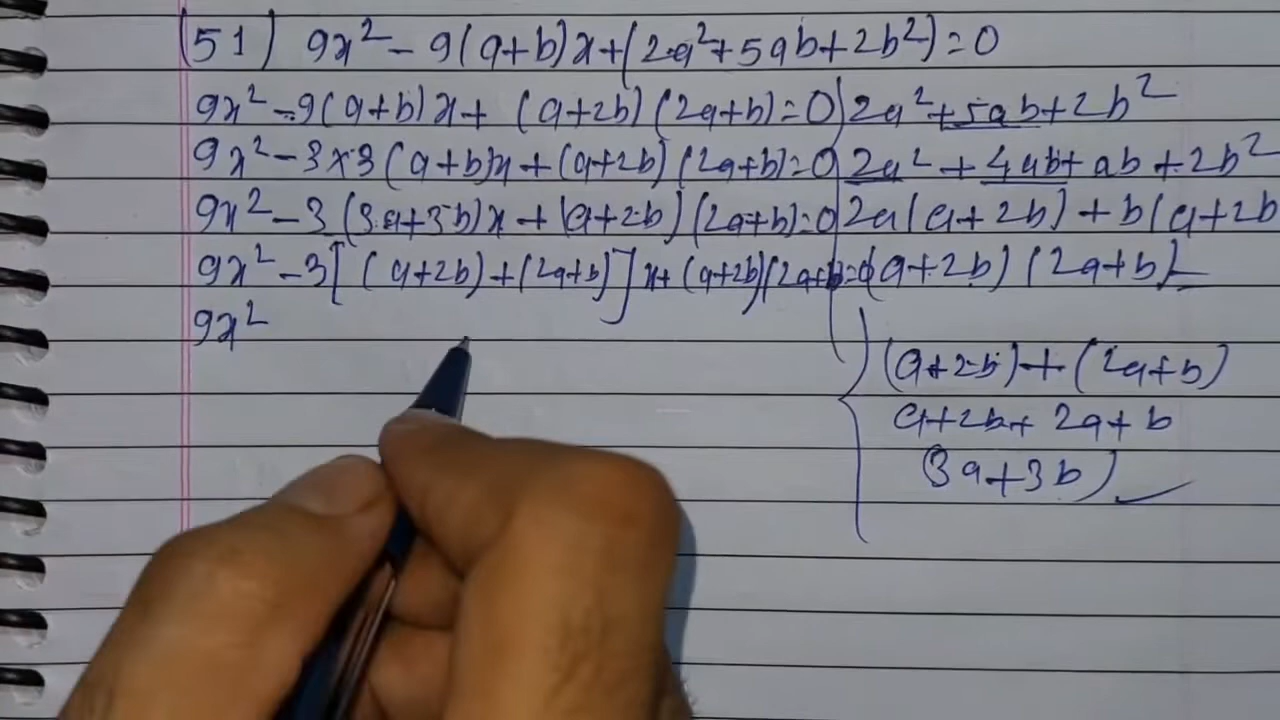 (51) 9x² - 9(a+b)x+(2a²+5ab+2b²)=0
9x² - 9(a+b)x+ (a+2b)(2a+b)=0
9x² - 3×3(a+b)x+(a+2b)(2a+b)=0
9x² - 3(3a+3b)x+(a+2b)(2a+b)=0
9x² - 3[(a+2b)+(2a+b)]x+(a+2b)(2a+b)=0
9x²
2a²+5ab+2b²
2a²+4ab+ab+2b²
2a(a+2b)+b(a+2b
(a+2b)(2a+b)
(a+2b)+(2a+b)
a+2b+2a+b
(3a+3b)